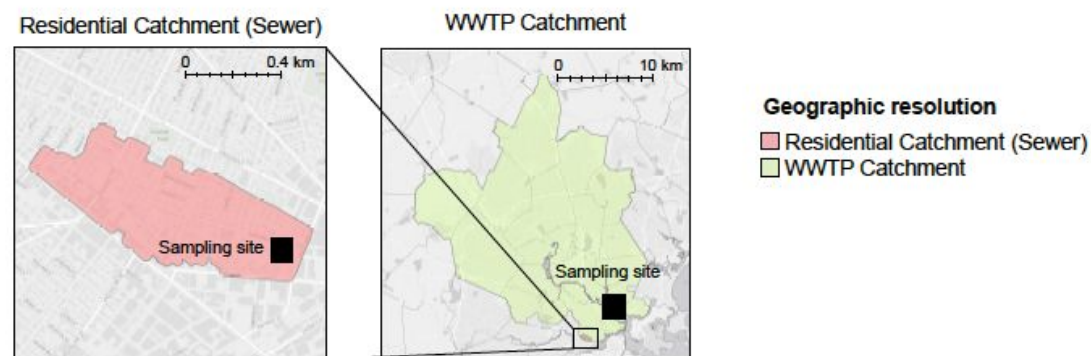 Residential Catchment (Sewer)
WWTP Catchment
0 0.4 km
0 10 km
Geographic resolution
Residential Catchment (Sewer)
WWTP Catchment
Sampling site
Sampling site